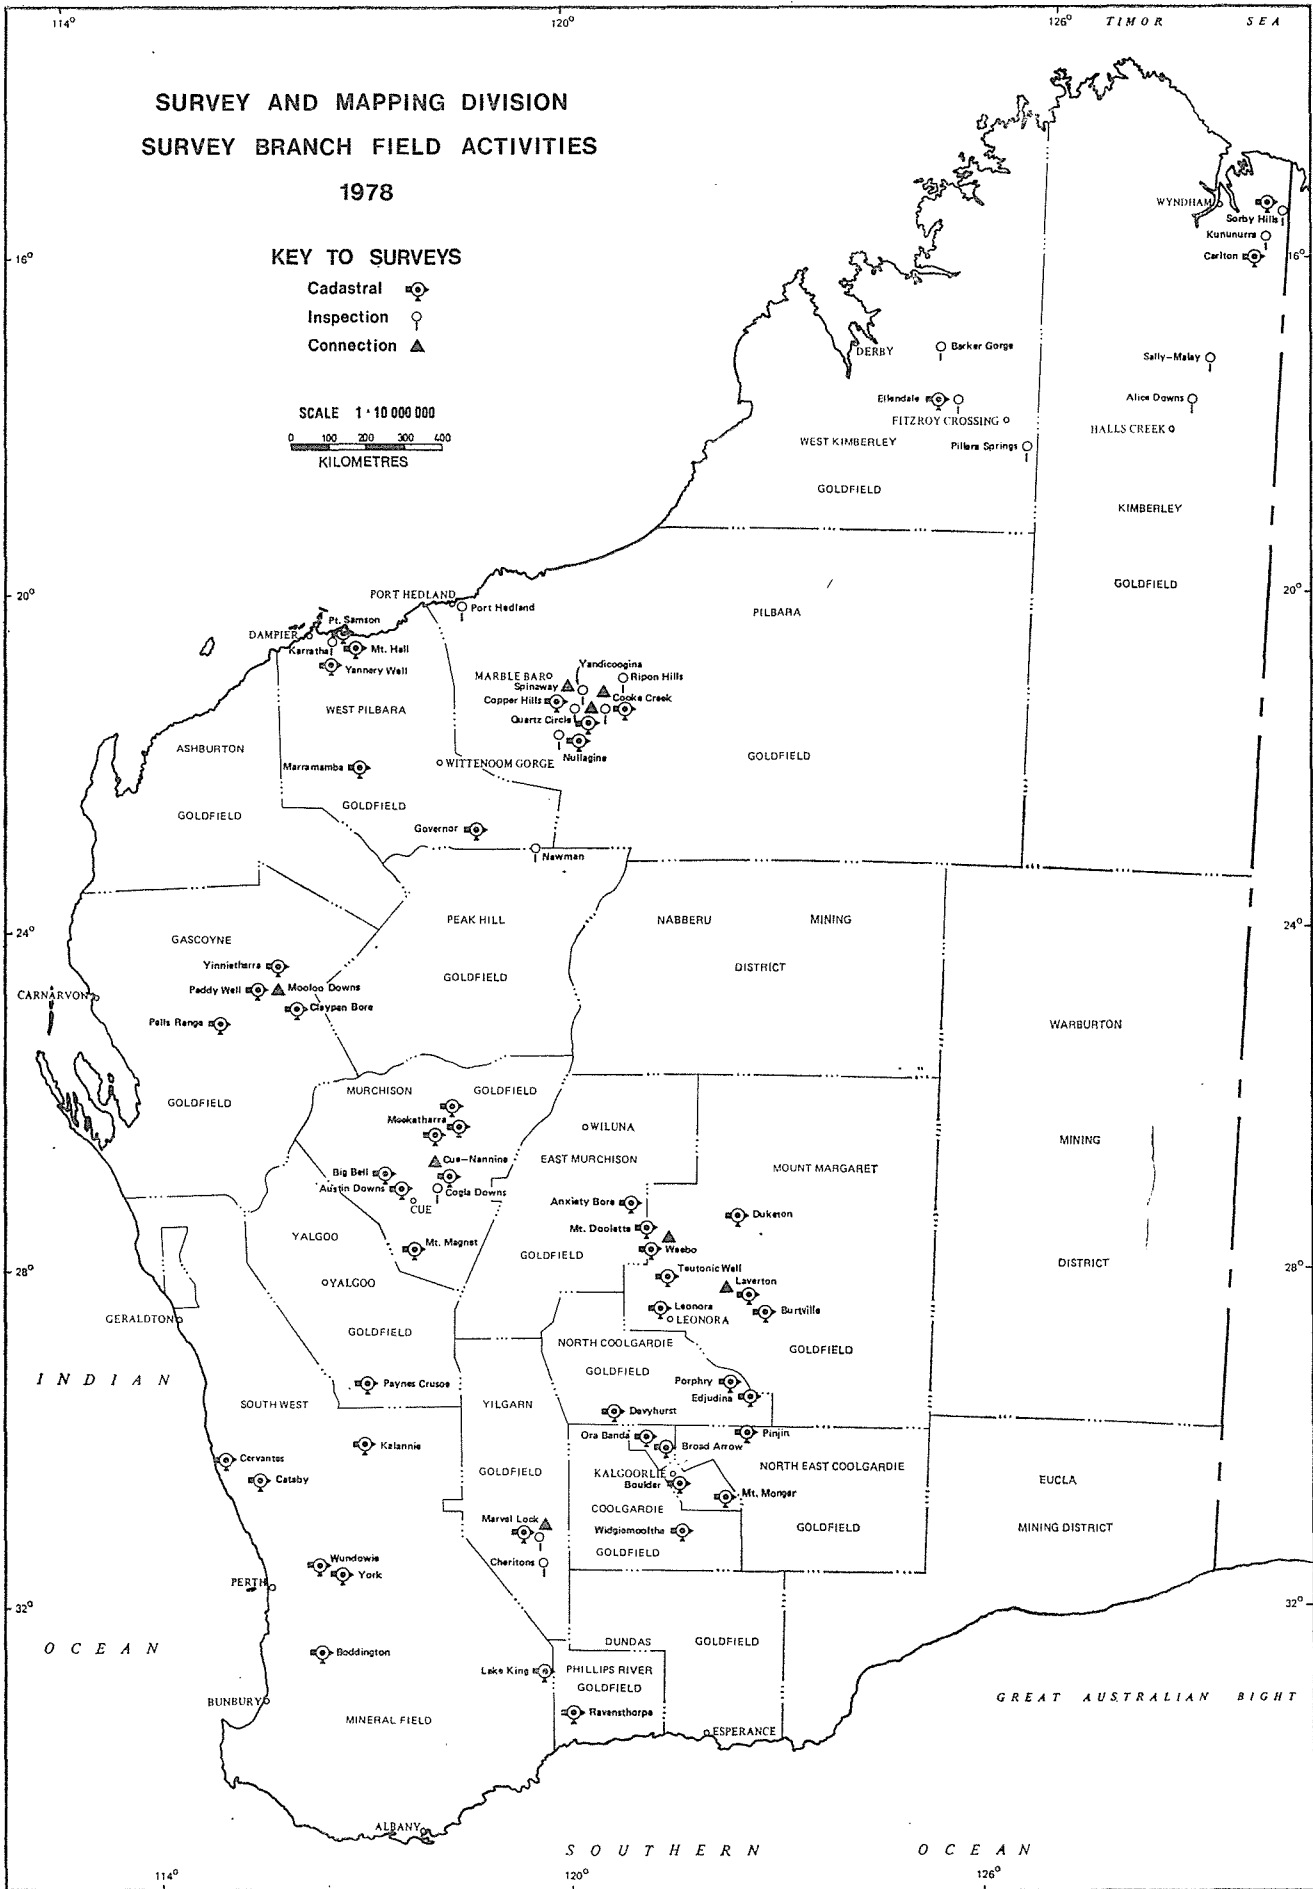 114°
120°
126°
TIMOR SEA
SURVEY AND MAPPING DIVISION
SURVEY BRANCH FIELD ACTIVITIES
1978
KEY TO SURVEYS
Cadastral
Inspection
Connection
SCALE 1:10 000 000
0 100 200 300 400
KILOMETRES
16°
16°
WYNDHAM
Sorby Hills
Kununurra
Carlton
DERBY
Barker Gorge
Sally-Malay
Ellendale
Alice Downs
FITZROY CROSSING
HALLS CREEK
WEST KIMBERLEY
Pillara Springs
GOLDFIELD
KIMBERLEY
GOLDFIELD
20°
20°
PORT HEDLAND
Port Hedland
PILBARA
Pt. Samson
DAMPIER
Karratha
Mt. Hall
Yannery Well
Yandicoogina
MARBLE BAR
Ripon Hills
Spinaway
Copper Hills
Cooke Creek
WEST PILBARA
Quartz Circle
Nullagine
ASHBURTON
GOLDFIELD
Marramamba
WITTENOOM GORGE
GOLDFIELD
GOLDFIELD
Governor
Newman
PEAK HILL
NABBERU MINING
24°
24°
GASCOYNE
Yinnietharra
DISTRICT
GOLDFIELD
Paddy Well
Mooloo Downs
CARNARVON
Claypan Bore
Pells Range
WARBURTON
GOLDFIELD
MURCHISON GOLDFIELD
Meekatharra
WILUNA
MINING
Cue-Nannine
EAST MURCHISON
MOUNT MARGARET
Big Bell
Austin Downs
Cogla Downs
CUE
Anxiety Bore
Duketon
YALGOO
Mt. Magnet
Mt. Doolette
Weebo
GOLDFIELD
DISTRICT
28°
28°
YALGOO
Teutonic Well
Laverton
Leonora
Burtville
GERALDTON
LEONORA
GOLDFIELD
NORTH COOLGARDIE
GOLDFIELD
GOLDFIELD
INDIAN
Paynes Crusoe
Porphry
Edjudina
SOUTH WEST
YILGARN
Davyhurst
Ora Banda
Pinjin
Kalannie
Broad Arrow
Cervantes
Cataby
GOLDFIELD
KALGOORLIE
Boulder
NORTH EAST COOLGARDIE
EUCLA
Mt. Monger
COOLGARDIE
Marvel Lock
Widgiemooltha
GOLDFIELD
GOLDFIELD
MINING DISTRICT
Cheritons
Wundowie
York
PERTH
32°
32°
OCEAN
DUNDAS GOLDFIELD
Boddington
Lake King
PHILLIPS RIVER
GOLDFIELD
GREAT AUSTRALIAN BIGHT
BUNBURY
Ravensthorpe
MINERAL FIELD
ESPERANCE
ALBANY
SOUTHERN OCEAN
114°
120°
126°